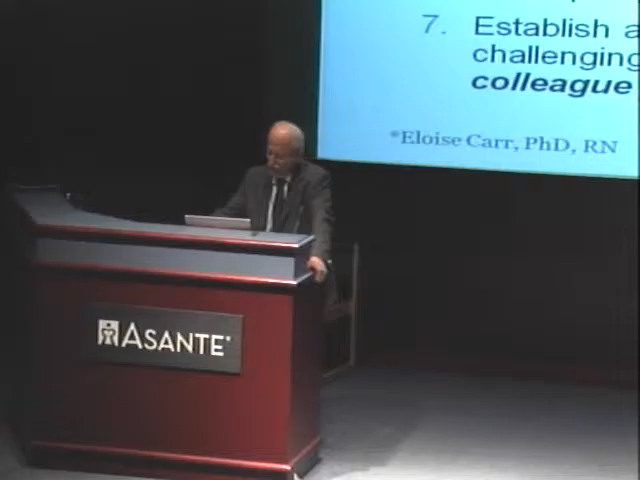 7. Establish a
challenging
colleague
*Eloise Carr, PhD, RN
ASANTE